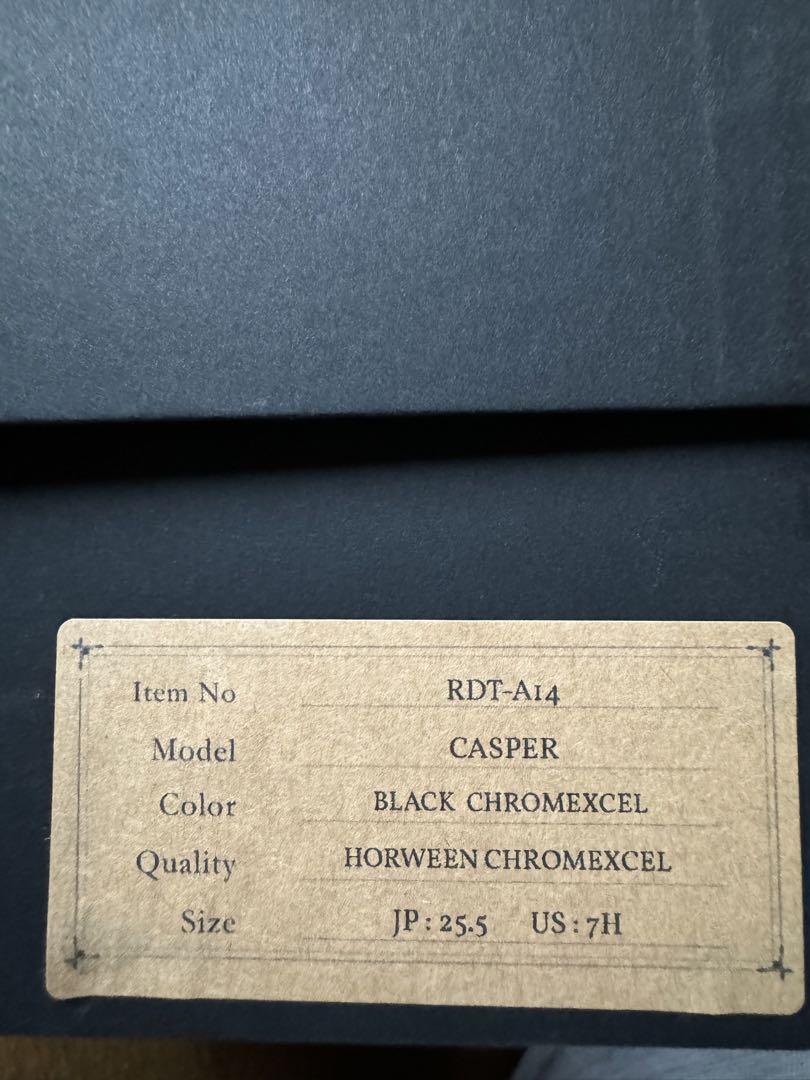 Item No RDT-A14
Model CASPER
Color BLACK CHROMEXCEL
Quality HORWEEN CHROMEXCEL
Size JP : 25.5 US : 7H